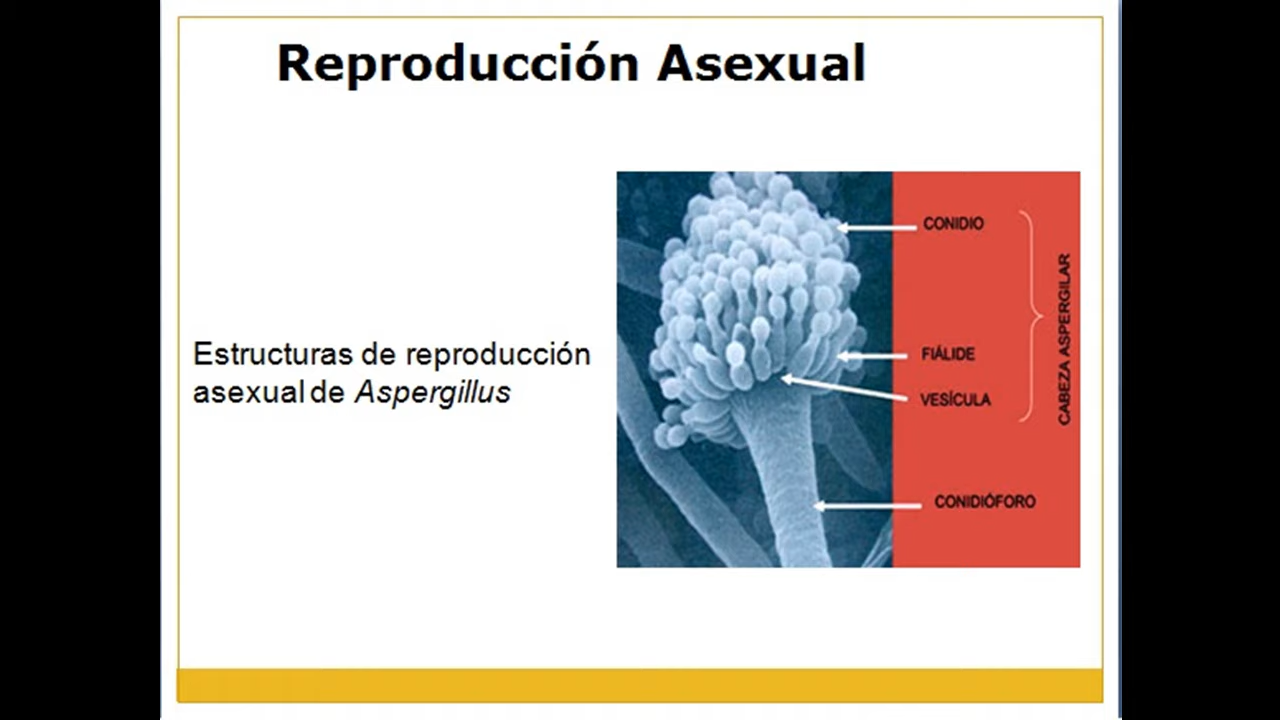 Reproducción Asexual
Estructuras de reproducción
asexual de Aspergillus
CONIDIO
FIÁLIDE
VESÍCULA
CONIDIÓFORO
CABEZA ASPERGILAR